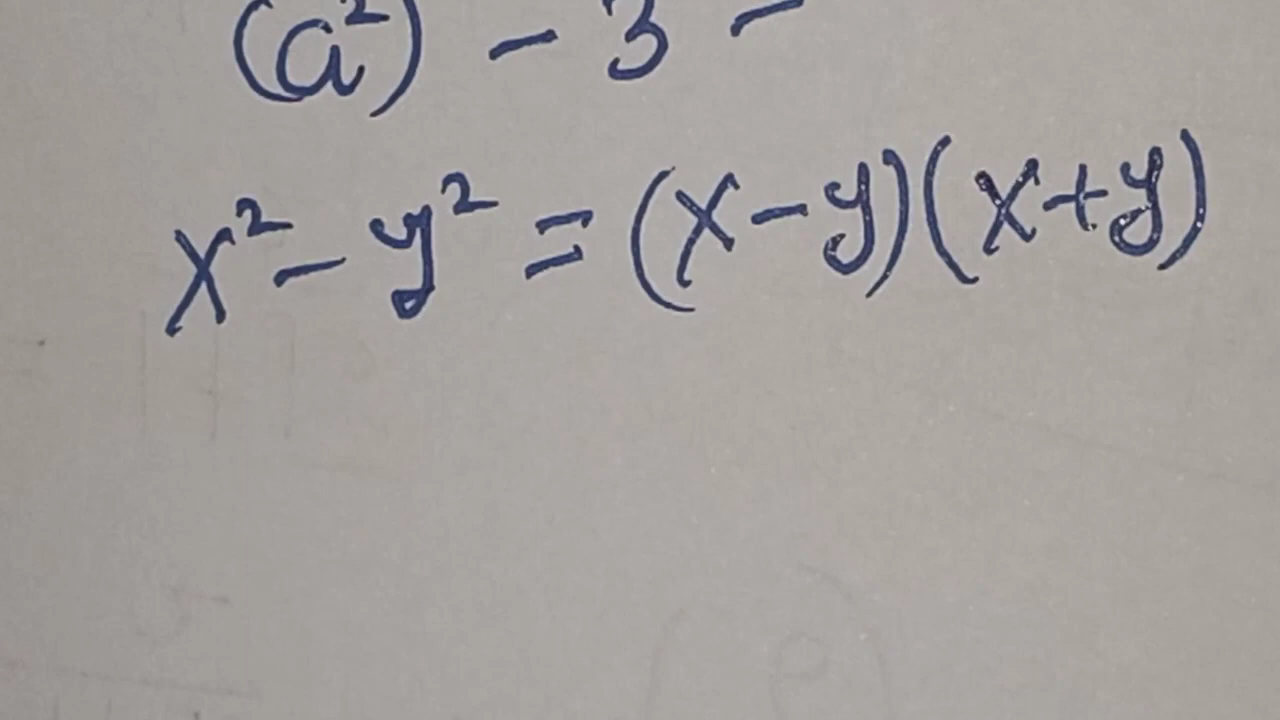 (a²) - 3 -
x² - y² = (x-y)(x+y)